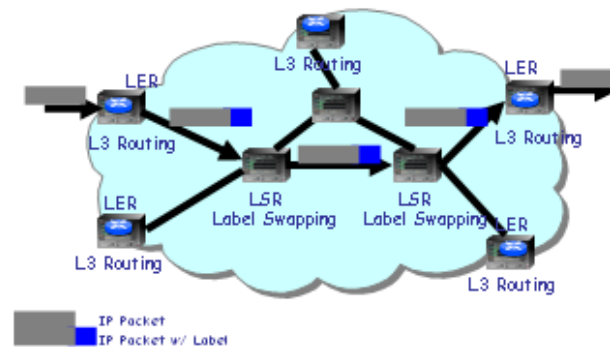 L3 Routing
LER
L3 Routing
LER
L3 Routing
LSR
Label Swapping
LSR
Label Swapping
LER
L3 Routing
LER
L3 Routing
IP Packet
IP Packet w/ Label